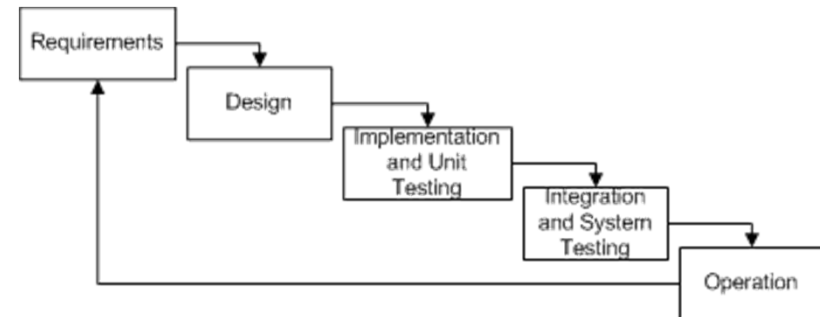 Requirements
Design
Implementation
and Unit
Testing
Integration
and System
Testing
Operation